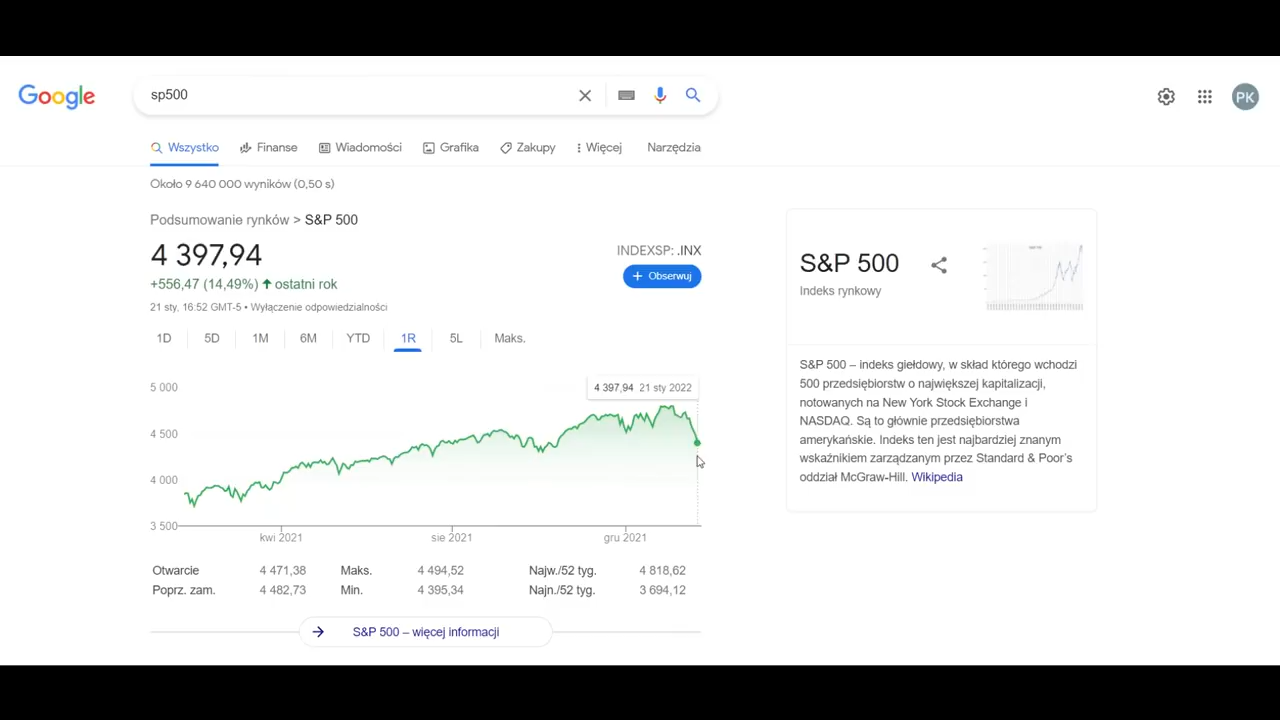 Google
sp500
PK
Wszystko Finanse Wiadomości Grafika Zakupy Więcej Narzędzia
Około 9 640 000 wyników (0,50 s)
Podsumowanie rynków > S&P 500
4 397,94
INDEXSP: .INX
+556,47 (14,49%) ↑ ostatni rok
+ Obserwuj
21 sty, 16:52 GMT-5 • Wyłączenie odpowiedzialności
1D 5D 1M 6M YTD 1R 5L Maks.
5 000
4 500
4 000
3 500
4 397,94 21 sty 2022
kwi 2021 sie 2021 gru 2021
Otwarcie 4 471,38 Maks. 4 494,52 Najw./52 tyg. 4 818,62
Poprz. zam. 4 482,73 Min. 4 395,34 Najn./52 tyg. 3 694,12
→ S&P 500 – więcej informacji
S&P 500
Indeks rynkowy
S&P 500 – indeks giełdowy, w skład którego wchodzi
500 przedsiębiorstw o największej kapitalizacji,
notowanych na New York Stock Exchange i
NASDAQ. Są to głównie przedsiębiorstwa
amerykańskie. Indeks ten jest najbardziej znanym
wskaźnikiem zarządzanym przez Standard & Poor's
oddział McGraw-Hill. Wikipedia